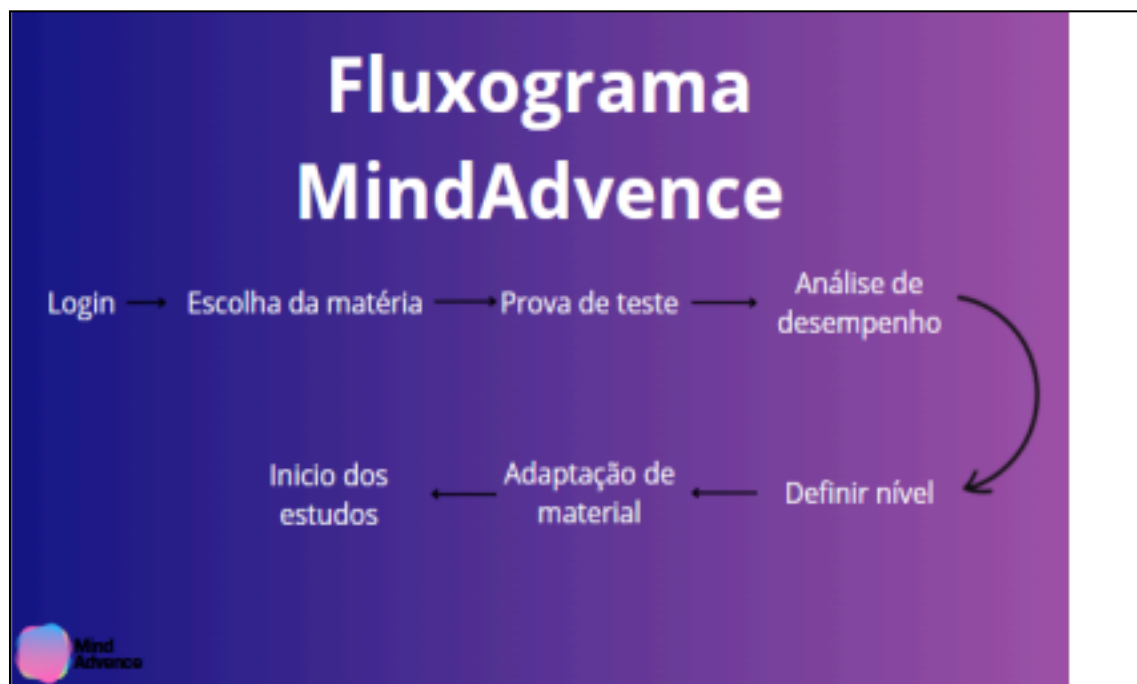 Fluxograma
MindAdvence
Login
Escolha da matéria
Prova de teste
Análise de
desempenho
Definir nível
Adaptação de
material
Inicio dos
estudos
Mind
Advence